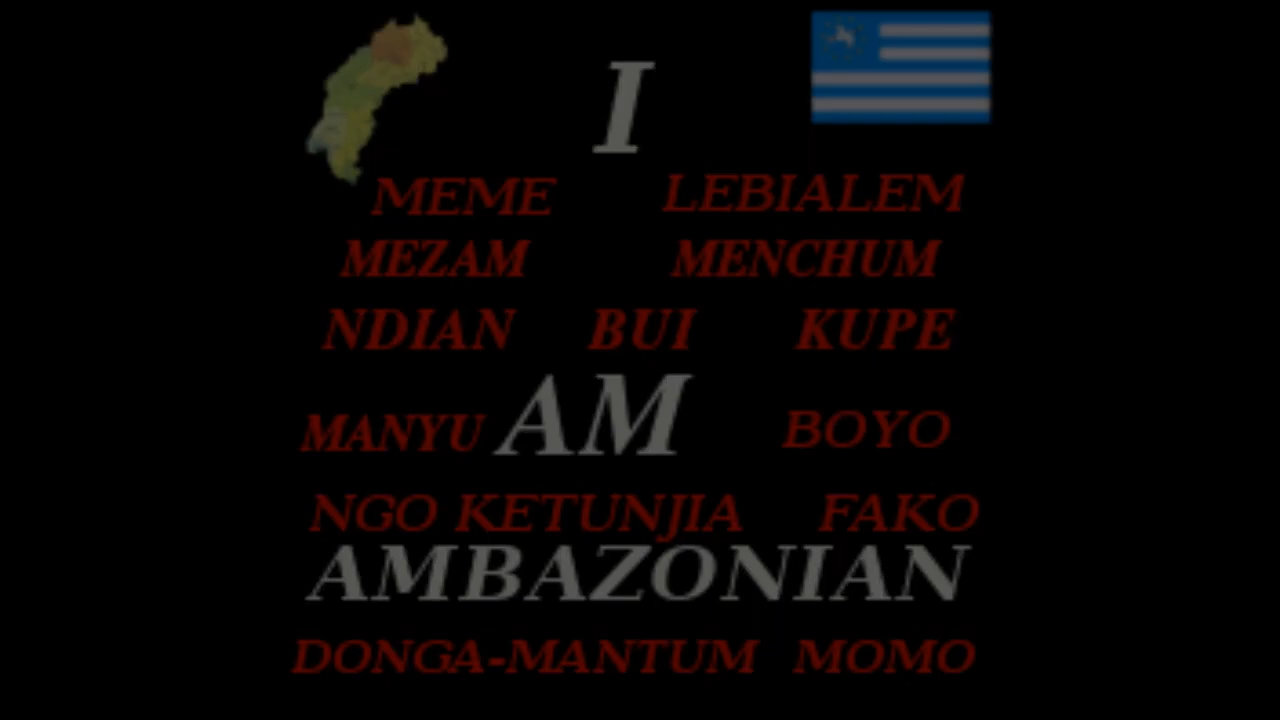 I
MEME LEBIALEM
MEZAM MENCHUM
NDIAN BUI KUPE
MANYU AM BOYO
NGO KETUNJIA FAKO
AMBAZONIAN
DONGA-MANTUM MOMO